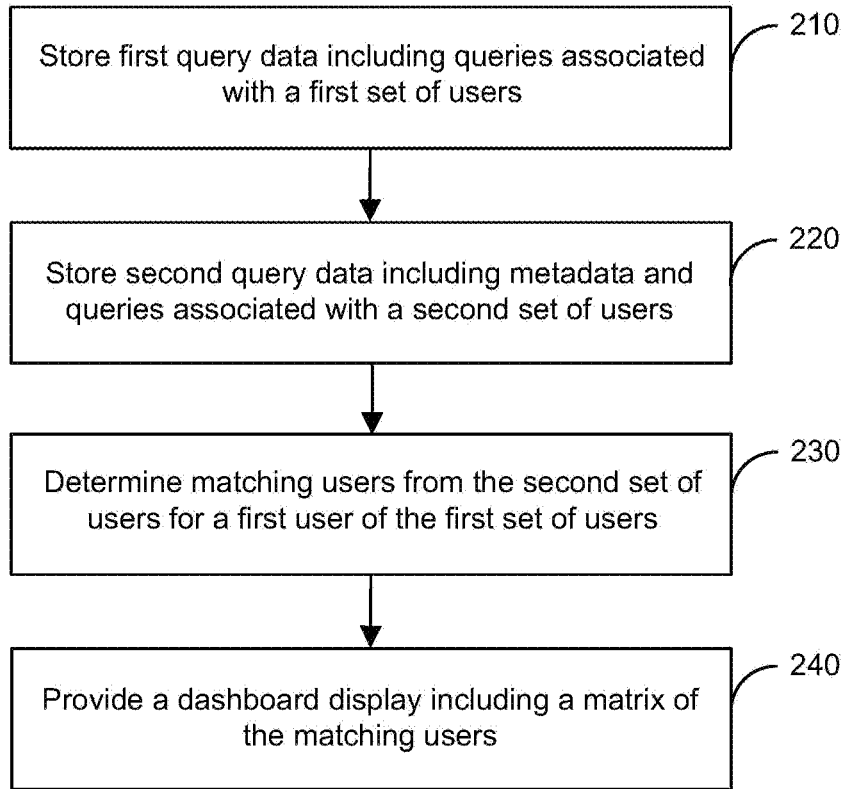 210
Store first query data including queries associated
with a first set of users
220
Store second query data including metadata and
queries associated with a second set of users
230
Determine matching users from the second set of
users for a first user of the first set of users
240
Provide a dashboard display including a matrix of
the matching users